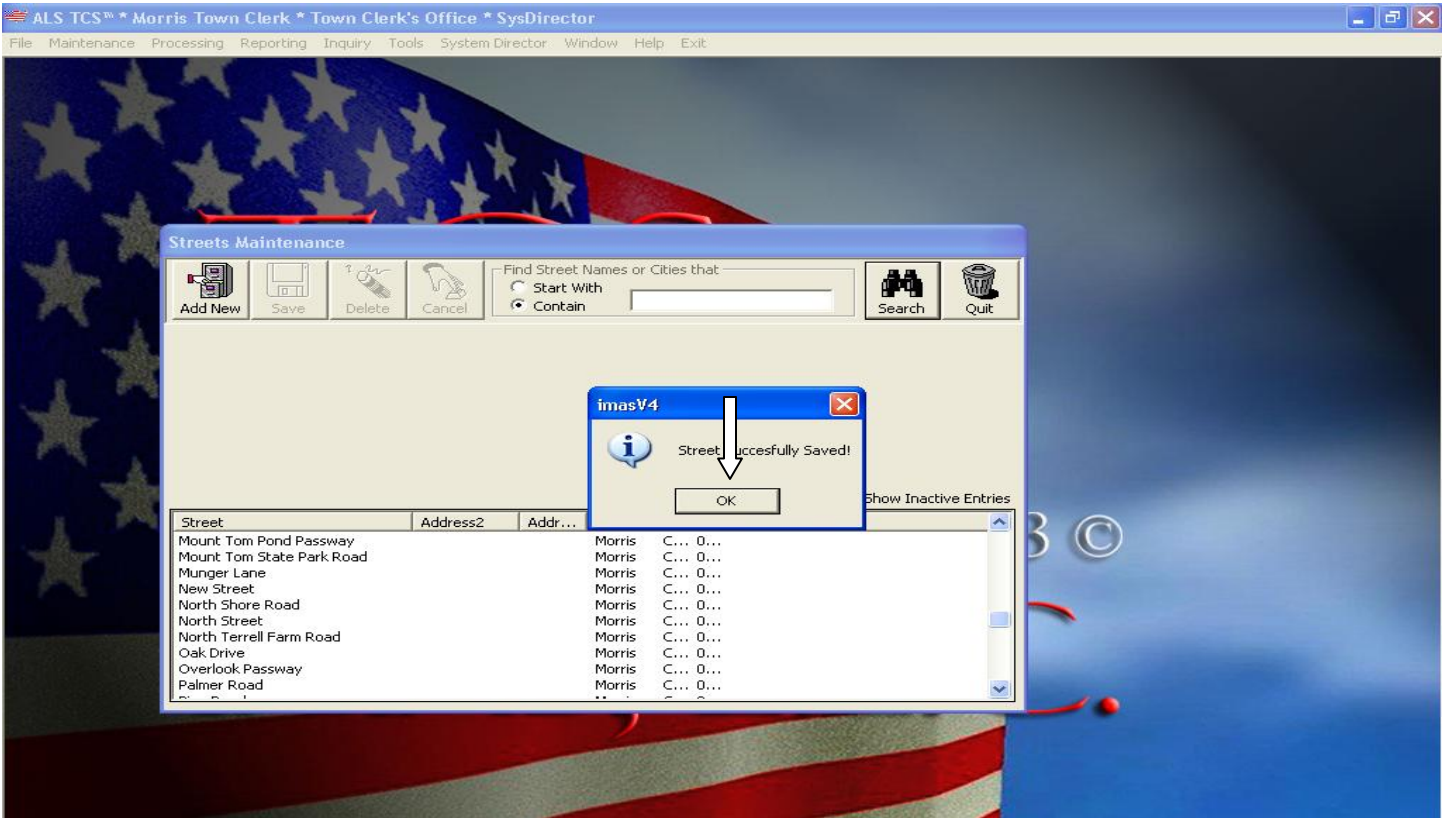 ALS TCS™ * Morris Town Clerk * Town Clerk's Office * SysDirector
File Maintenance Processing Reporting Inquiry Tools System Director Window Help Exit
Streets Maintenance
Add New Save Delete Cancel
Find Street Names or Cities that
Start With
Contain
Search Quit
imasV4
Street uccesfully Saved!
OK
Show Inactive Entries
Street Address2 Addr...
Mount Tom Pond Passway Morris C... 0...
Mount Tom State Park Road Morris C... 0...
Munger Lane Morris C... 0...
New Street Morris C... 0...
North Shore Road Morris C... 0...
North Street Morris C... 0...
North Terrell Farm Road Morris C... 0...
Oak Drive Morris C... 0...
Overlook Passway Morris C... 0...
Palmer Road Morris C... 0...
3 ©